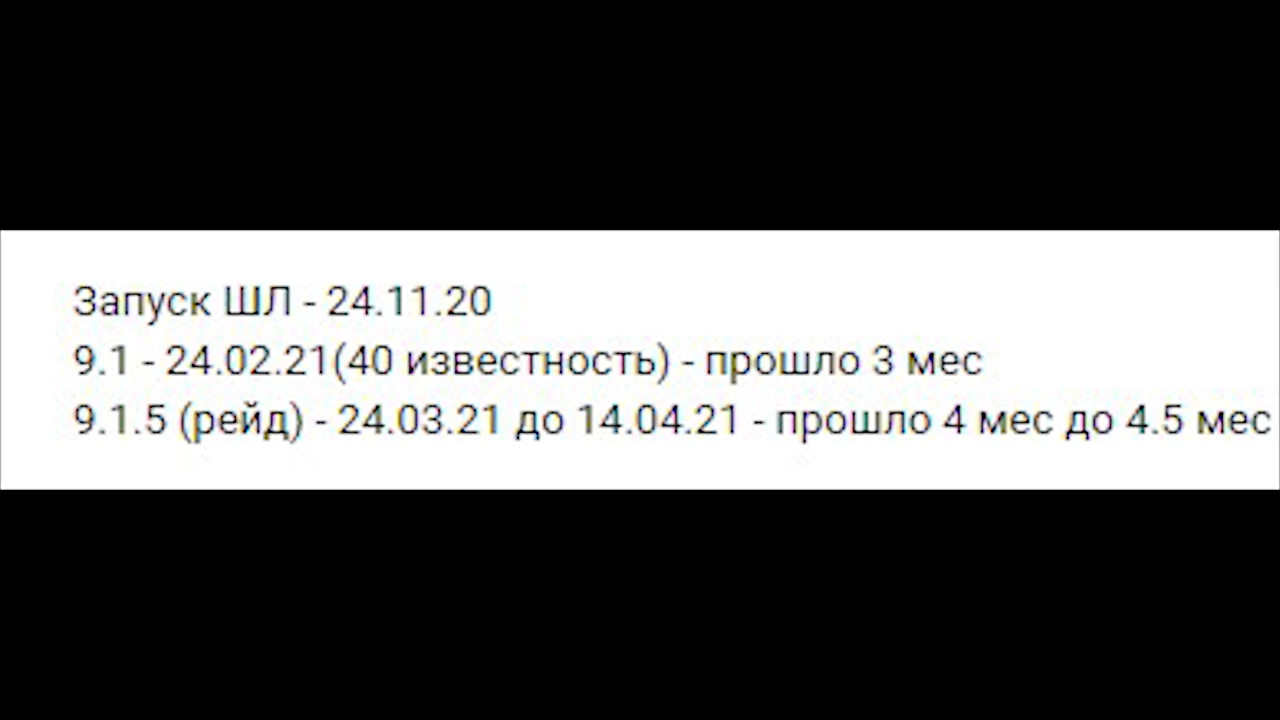 Запуск ШЛ - 24.11.20
9.1 - 24.02.21(40 известность) - прошло 3 мес
9.1.5 (рейд) - 24.03.21 до 14.04.21 - прошло 4 мес до 4.5 мес